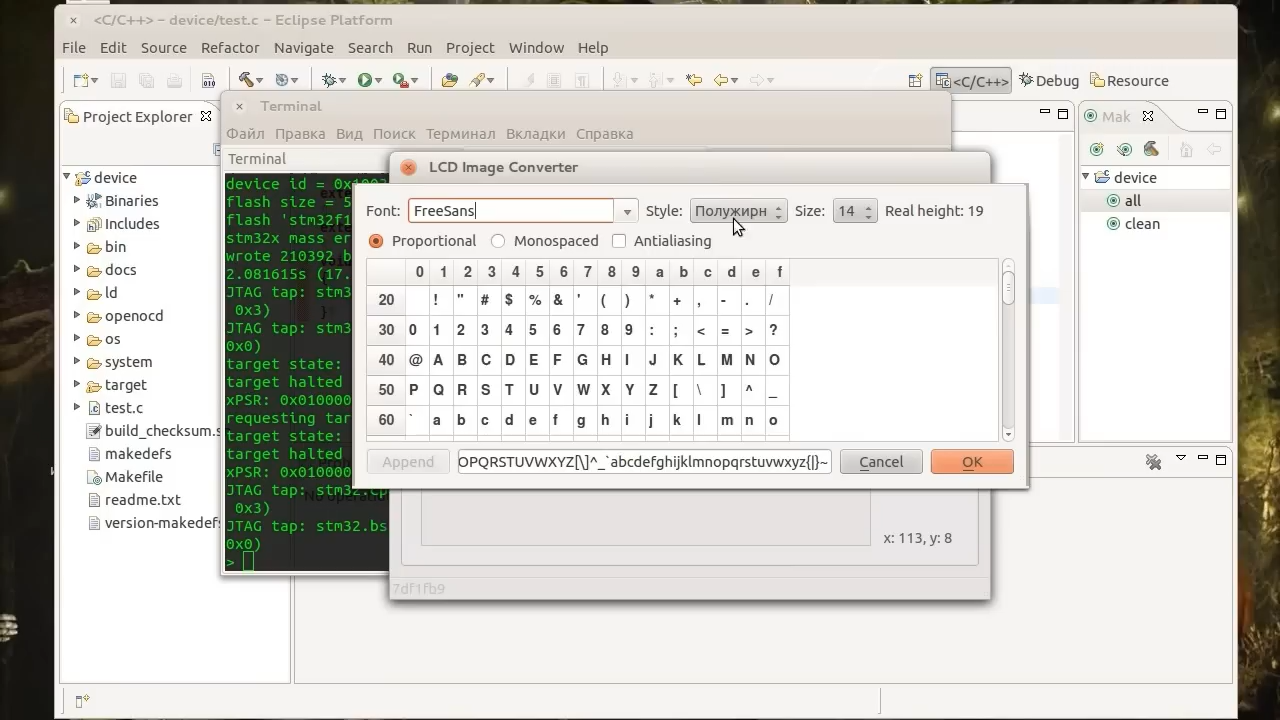 <C/C++> – device/test.c – Eclipse Platform
File Edit Source Refactor Navigate Search Run Project Window Help
<C/C++> Debug Resource
Project Explorer
device
Binaries
Includes
bin
docs
ld
openocd
os
system
target
test.c
build_checksum.s
makedefs
Makefile
readme.txt
version-makedefs
Terminal
Файл Правка Вид Поиск Терминал Вкладки Справка
Terminal
device id = 0x1003
flash size = 5
flash 'stm32f1
stm32x mass er
wrote 210392 b
2.081615s (17.
JTAG tap: stm3
0x3)
JTAG tap: stm3
0x0)
target state:
target halted
xPSR: 0x010000
requesting tar
target state:
target halted
xPSR: 0x010000
JTAG tap: stm32.cp
0x3)
JTAG tap: stm32.bs
0x0)
>
LCD Image Converter
Font: FreeSans Style: Полужирн Size: 14 Real height: 19
Proportional Monospaced Antialiasing
0 1 2 3 4 5 6 7 8 9 a b c d e f
20 ! " # $ % & ' ( ) * + , - . /
30 0 1 2 3 4 5 6 7 8 9 : ; < = > ?
40 @ A B C D E F G H I J K L M N O
50 P Q R S T U V W X Y Z [ \ ] ^ _
60 ` a b c d e f g h i j k l m n o
Append OPQRSTUVWXYZ[\]^_`abcdefghijklmnopqrstuvwxyz{|}~ Cancel OK
x: 113, y: 8
7df1fb9
Mak
device
all
clean